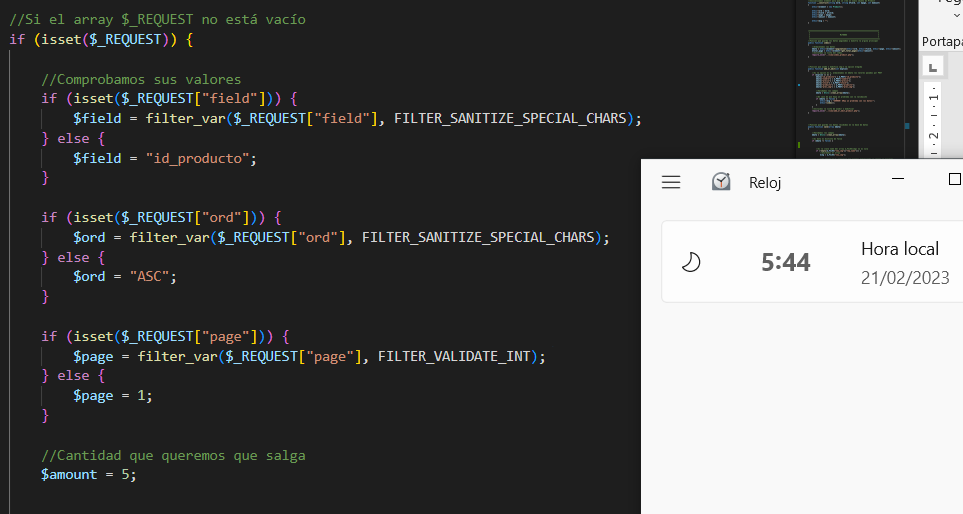 //Si el array $_REQUEST no está vacío
if (isset($_REQUEST)) {
//Comprobamos sus valores
if (isset($_REQUEST["field"])) {
$field = filter_var($_REQUEST["field"], FILTER_SANITIZE_SPECIAL_CHARS);
} else {
$field = "id_producto";
}
if (isset($_REQUEST["ord"])) {
$ord = filter_var($_REQUEST["ord"], FILTER_SANITIZE_SPECIAL_CHARS);
} else {
$ord = "ASC";
}
if (isset($_REQUEST["page"])) {
$page = filter_var($_REQUEST["page"], FILTER_VALIDATE_INT);
} else {
$page = 1;
}
//Cantidad que queremos que salga
$amount = 5;
Portapa
1
2
Reloj
5:44
Hora local
21/02/2023